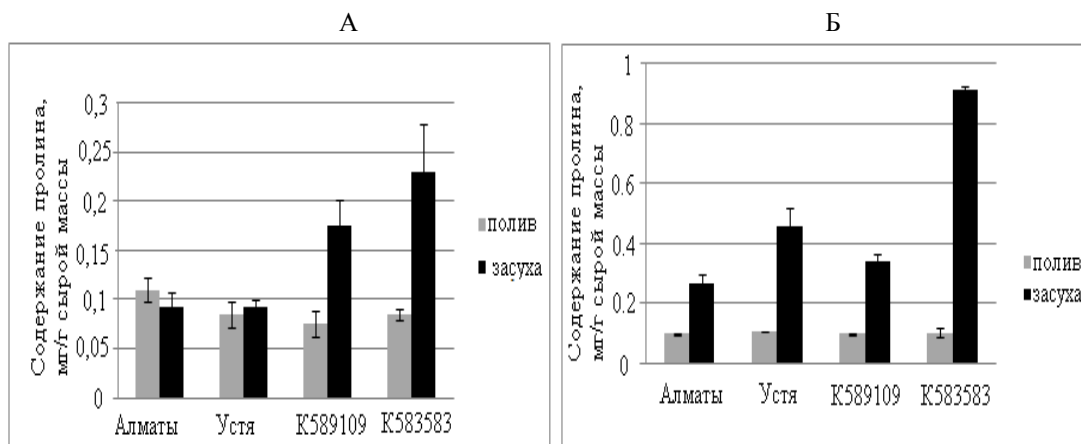 А
Содержание пролина,
мг/г сырой массы
0,3
0,25
0,2
0,15
0,1
0,05
0
Алматы Устя К589109 К583583
полив
засуха
Б
Содержание пролина,
мг/г сырой массы
1
0.8
0.6
0.4
0.2
0
Алматы Устя К589109 К583583
полив
засуха